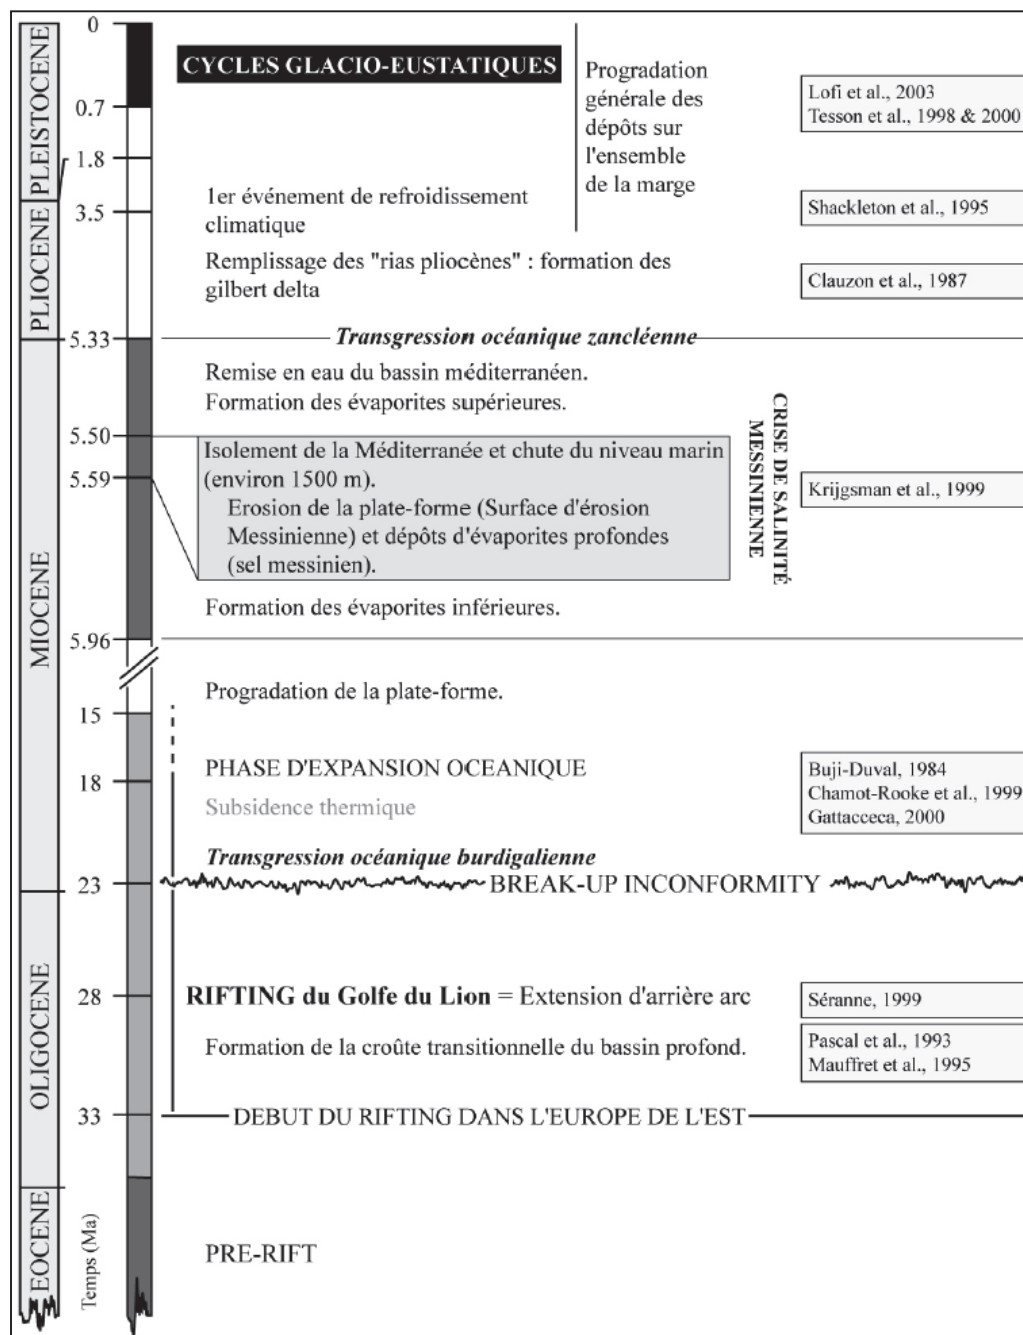 0
PLEISTOCENE
CYCLES GLACIO-EUSTATIQUES
Progradation
générale des
dépôts sur
l'ensemble
de la marge
Lofi et al., 2003
Tesson et al., 1998 & 2000
0.7
1.8
3.5
1er événement de refroidissement
climatique
Shackleton et al., 1995
PLIOCENE
Remplissage des "rias pliocènes" : formation des
gilbert delta
Clauzon et al., 1987
5.33
Transgression océanique zancléenne
MIOCENE
Remise en eau du bassin méditerranéen.
Formation des évaporites supérieures.
5.50
5.59
Isolement de la Méditerranée et chute du niveau marin
(environ 1500 m).
Erosion de la plate-forme (Surface d'érosion
Messinienne) et dépôts d'évaporites profondes
(sel messinien).
CRISE DE SALINITÉ
MESSINIENNE
Krijgsman et al., 1999
Formation des évaporites inférieures.
5.96
Progradation de la plate-forme.
15
PHASE D'EXPANSION OCEANIQUE
18
Subsidence thermique
Buji-Duval, 1984
Chamot-Rooke et al., 1999
Gattacceca, 2000
Transgression océanique burdigalienne
23
BREAK-UP INCONFORMITY
OLIGOCENE
28
RIFTING du Golfe du Lion = Extension d'arrière arc
Séranne, 1999
Formation de la croûte transitionnelle du bassin profond.
Pascal et al., 1993
Mauffret et al., 1995
33
DEBUT DU RIFTING DANS L'EUROPE DE L'EST
EOCENE
Temps (Ma)
PRE-RIFT